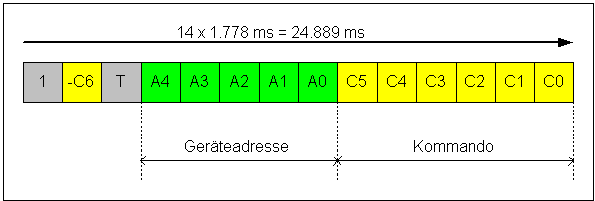 14 x 1.778 ms = 24.889 ms
1 -C6 T A4 A3 A2 A1 A0 C5 C4 C3 C2 C1 C0
Geräteadresse Kommando